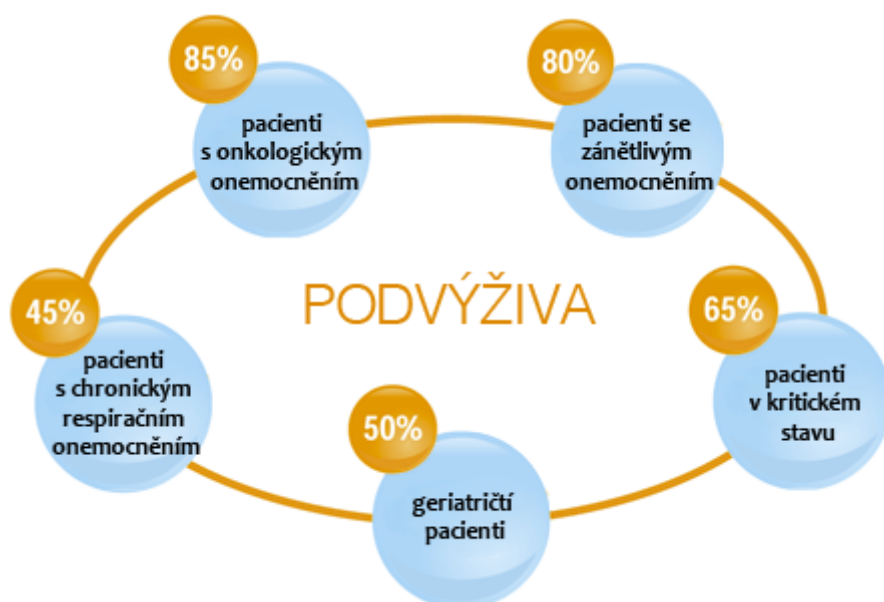 85%
pacienti
s onkologickým
onemocněním
80%
pacienti se
zánětlivým
onemocněním
PODVÝŽIVA
45%
pacienti
s chronickým
respiračním
onemocněním
65%
pacienti
v kritickém
stavu
50%
geriatričtí
pacienti